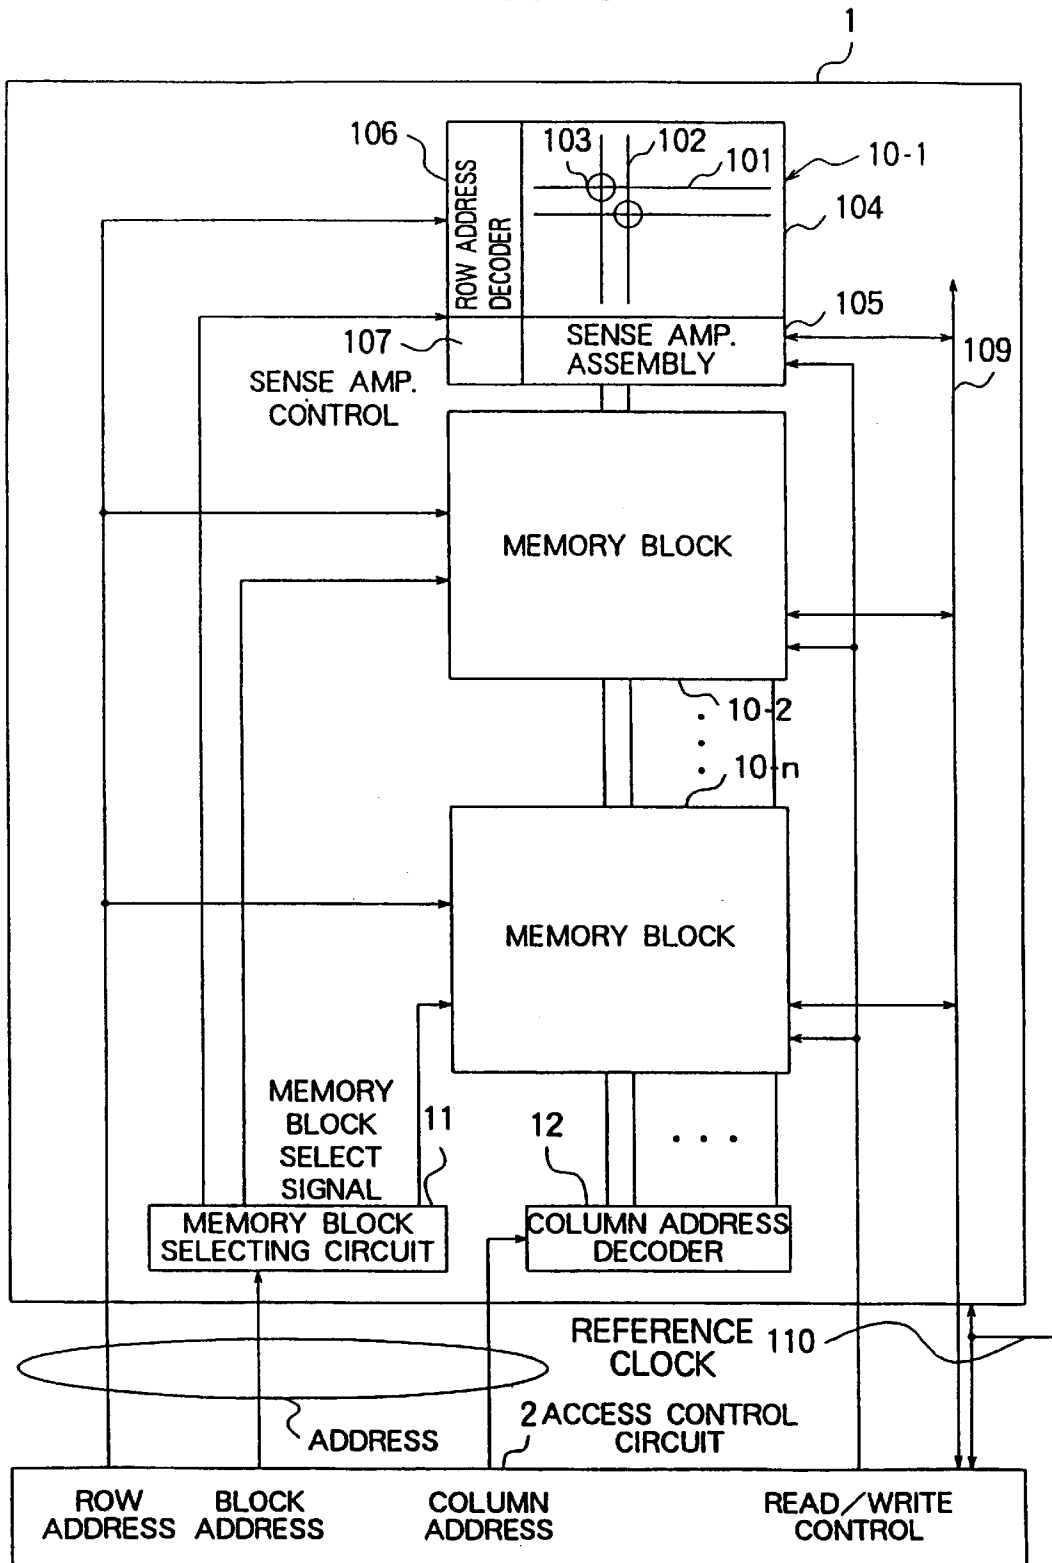 1
106
103
102
101
10-1
104
ROW ADDRESS
DECODER
105
107
SENSE AMP.
ASSEMBLY
109
SENSE AMP.
CONTROL
MEMORY BLOCK
10-2
10-n
MEMORY BLOCK
MEMORY
BLOCK
SELECT
SIGNAL
11
12
MEMORY BLOCK
SELECTING CIRCUIT
COLUMN ADDRESS
DECODER
REFERENCE
CLOCK
110
ADDRESS
2 ACCESS CONTROL
CIRCUIT
ROW
ADDRESS
BLOCK
ADDRESS
COLUMN
ADDRESS
READ/WRITE
CONTROL